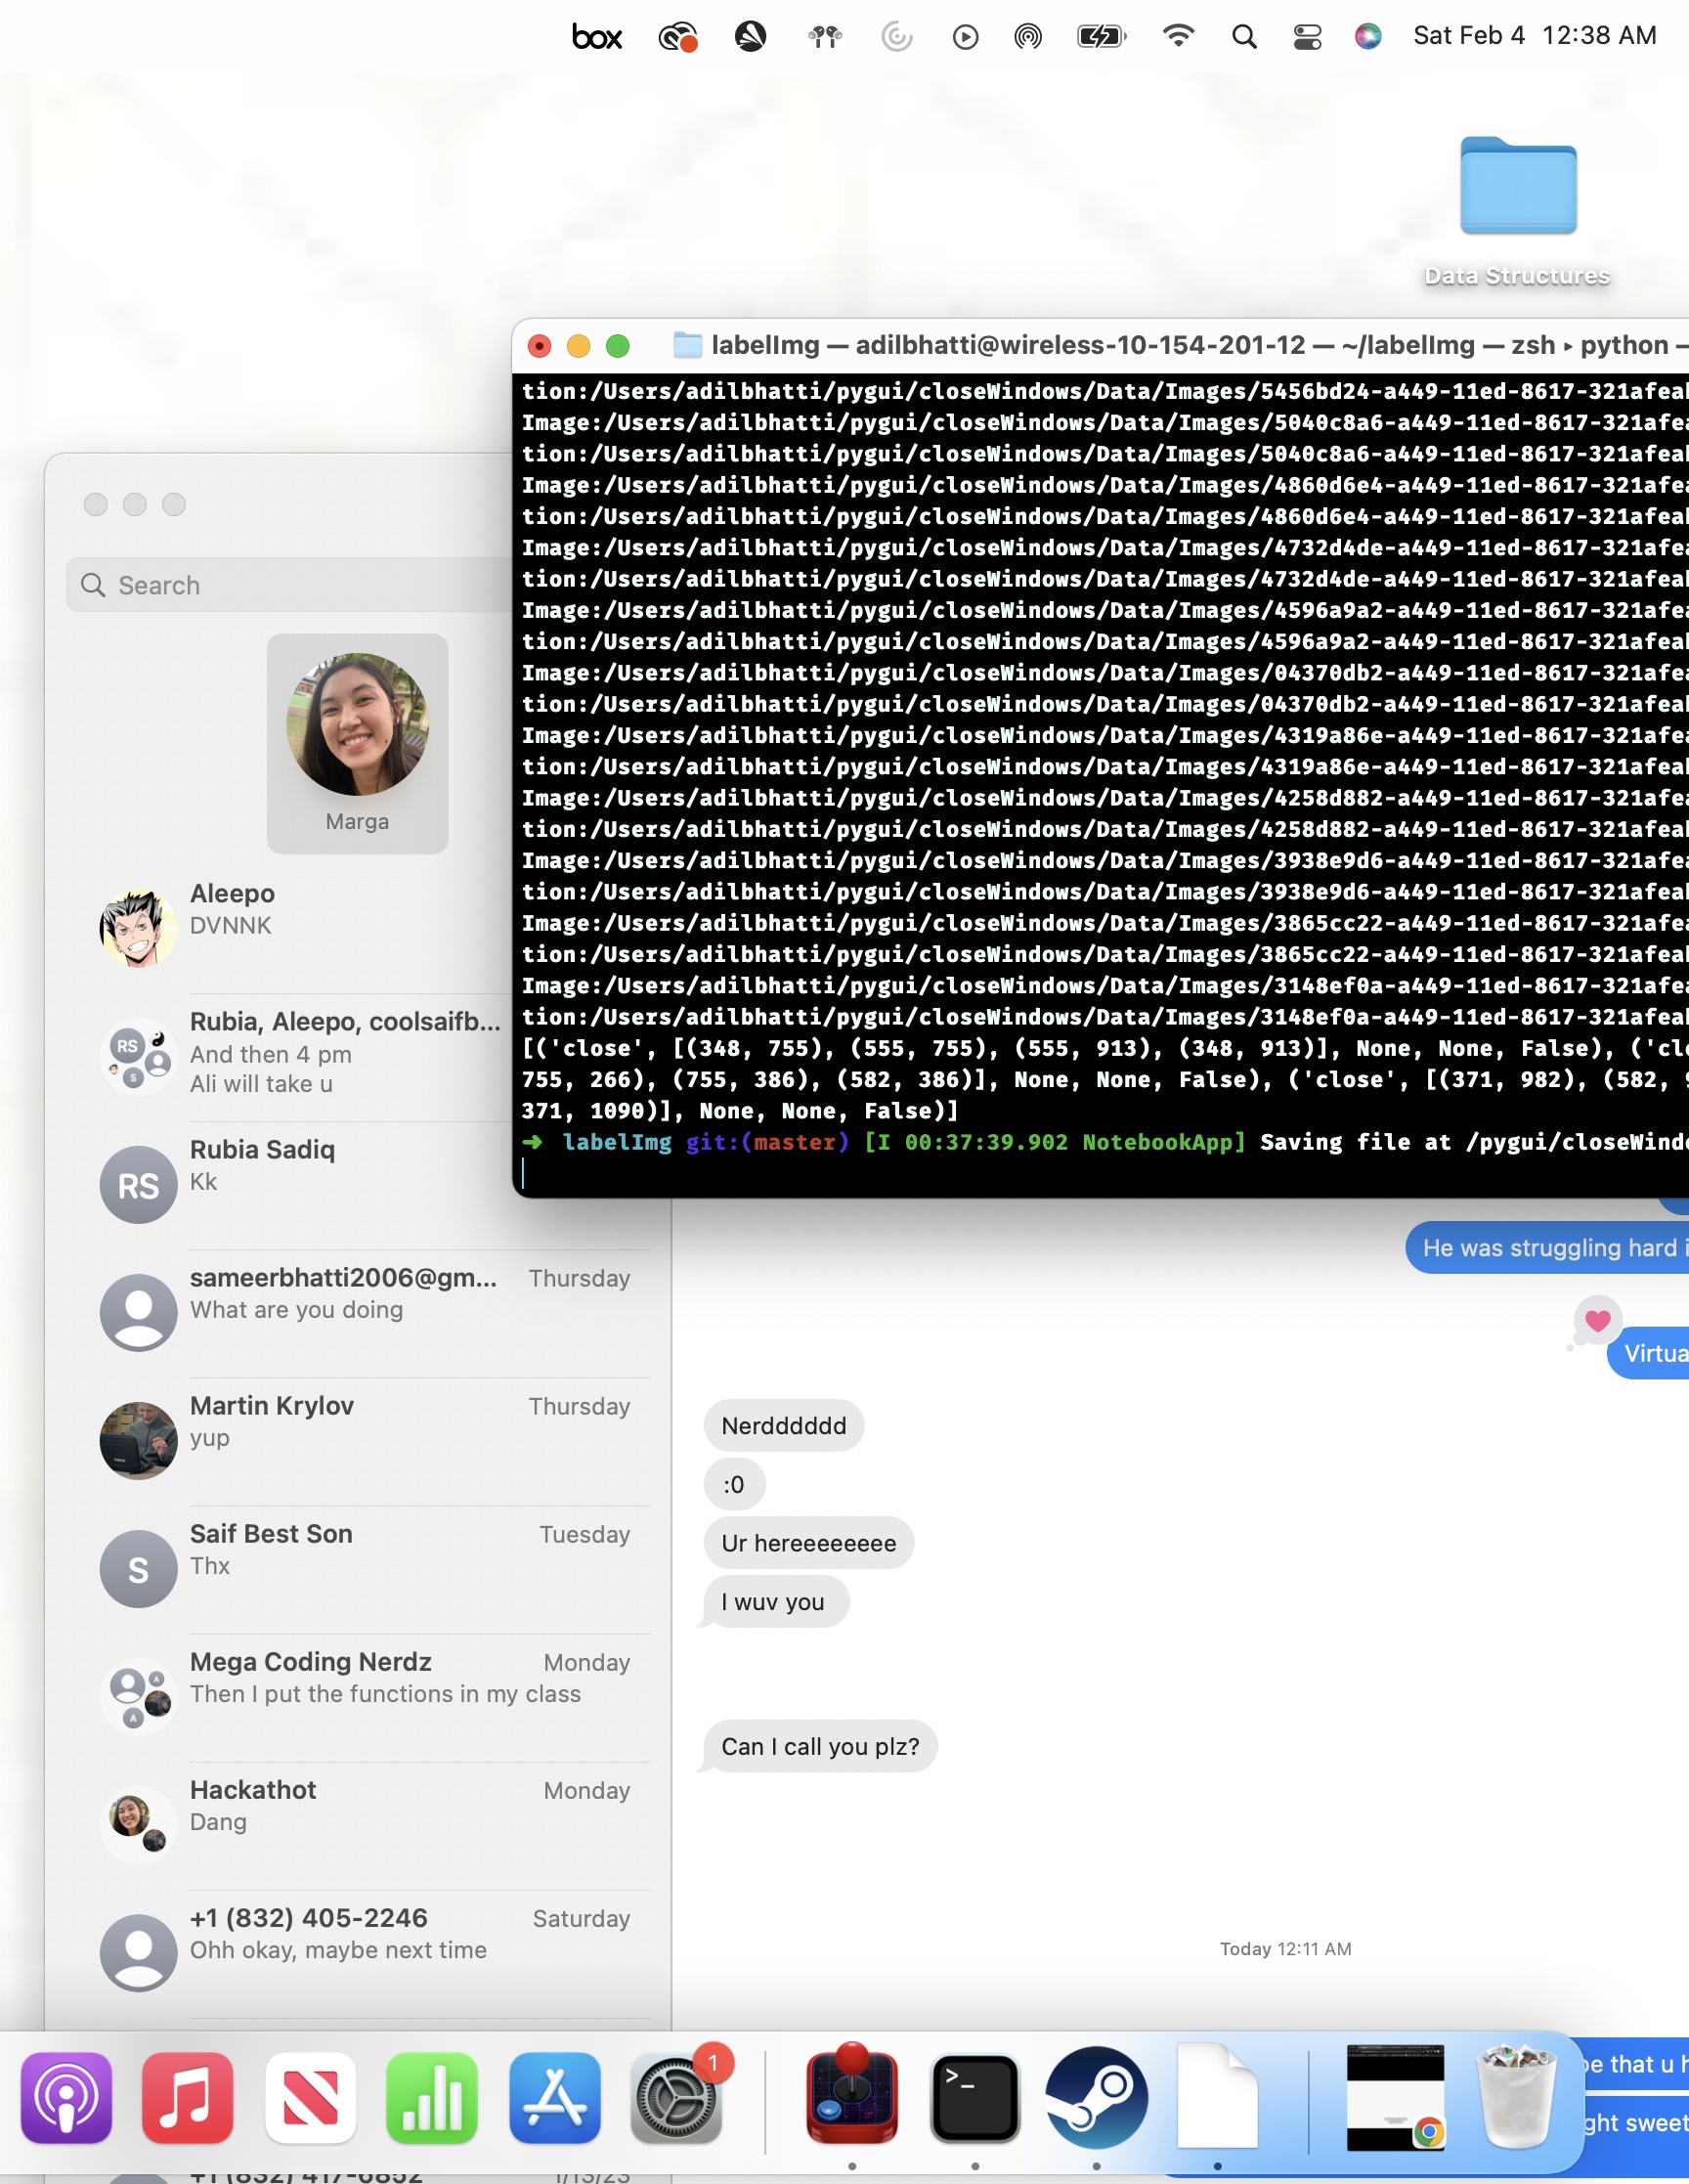 box Sat Feb 4 12:38 AM
Data Structures
labelImg — adilbhatti@wireless-10-154-201-12 — ~/labelImg — zsh ▸ python —
tion:/Users/adilbhatti/pygui/closeWindows/Data/Images/5456bd24-a449-11ed-8617-321afeal
Image:/Users/adilbhatti/pygui/closeWindows/Data/Images/5040c8a6-a449-11ed-8617-321afea
tion:/Users/adilbhatti/pygui/closeWindows/Data/Images/5040c8a6-a449-11ed-8617-321afeal
Image:/Users/adilbhatti/pygui/closeWindows/Data/Images/4860d6e4-a449-11ed-8617-321afea
tion:/Users/adilbhatti/pygui/closeWindows/Data/Images/4860d6e4-a449-11ed-8617-321afeal
Image:/Users/adilbhatti/pygui/closeWindows/Data/Images/4732d4de-a449-11ed-8617-321afea
tion:/Users/adilbhatti/pygui/closeWindows/Data/Images/4732d4de-a449-11ed-8617-321afeal
Image:/Users/adilbhatti/pygui/closeWindows/Data/Images/4596a9a2-a449-11ed-8617-321afea
tion:/Users/adilbhatti/pygui/closeWindows/Data/Images/4596a9a2-a449-11ed-8617-321afeal
Image:/Users/adilbhatti/pygui/closeWindows/Data/Images/04370db2-a449-11ed-8617-321afea
tion:/Users/adilbhatti/pygui/closeWindows/Data/Images/04370db2-a449-11ed-8617-321afeal
Image:/Users/adilbhatti/pygui/closeWindows/Data/Images/4319a86e-a449-11ed-8617-321afea
tion:/Users/adilbhatti/pygui/closeWindows/Data/Images/4319a86e-a449-11ed-8617-321afeal
Image:/Users/adilbhatti/pygui/closeWindows/Data/Images/4258d882-a449-11ed-8617-321afea
tion:/Users/adilbhatti/pygui/closeWindows/Data/Images/4258d882-a449-11ed-8617-321afeal
Image:/Users/adilbhatti/pygui/closeWindows/Data/Images/3938e9d6-a449-11ed-8617-321afea
tion:/Users/adilbhatti/pygui/closeWindows/Data/Images/3938e9d6-a449-11ed-8617-321afeal
Image:/Users/adilbhatti/pygui/closeWindows/Data/Images/3865cc22-a449-11ed-8617-321afea
tion:/Users/adilbhatti/pygui/closeWindows/Data/Images/3865cc22-a449-11ed-8617-321afeal
Image:/Users/adilbhatti/pygui/closeWindows/Data/Images/3148ef0a-a449-11ed-8617-321afea
tion:/Users/adilbhatti/pygui/closeWindows/Data/Images/3148ef0a-a449-11ed-8617-321afeal
[('close', [(348, 755), (555, 755), (555, 913), (348, 913)], None, None, False), ('clo
755, 266), (755, 386), (582, 386)], None, None, False), ('close', [(371, 982), (582, 9
371, 1090)], None, None, False)]
➜ labelImg git:(master) [I 00:37:39.902 NotebookApp] Saving file at /pygui/closeWind
Search
Marga
Aleepo
DVNNK
RS
S
Rubia, Aleepo, coolsaifb...
And then 4 pm
Ali will take u
RS
Rubia Sadiq
Kk
sameerbhatti2006@gm... Thursday
What are you doing
Martin Krylov Thursday
yup
S
Saif Best Son Tuesday
Thx
A
A
Mega Coding Nerdz Monday
Then I put the functions in my class
Hackathot Monday
Dang
+1 (832) 405-2246 Saturday
Ohh okay, maybe next time
+1 (832) 417-6852 1/13/23
He was struggling hard i
Virtua
Nerdddddd
:0
Ur hereeeeeeee
I wuv you
Can I call you plz?
Today 12:11 AM
pe that u h
ght sweet
1
>_